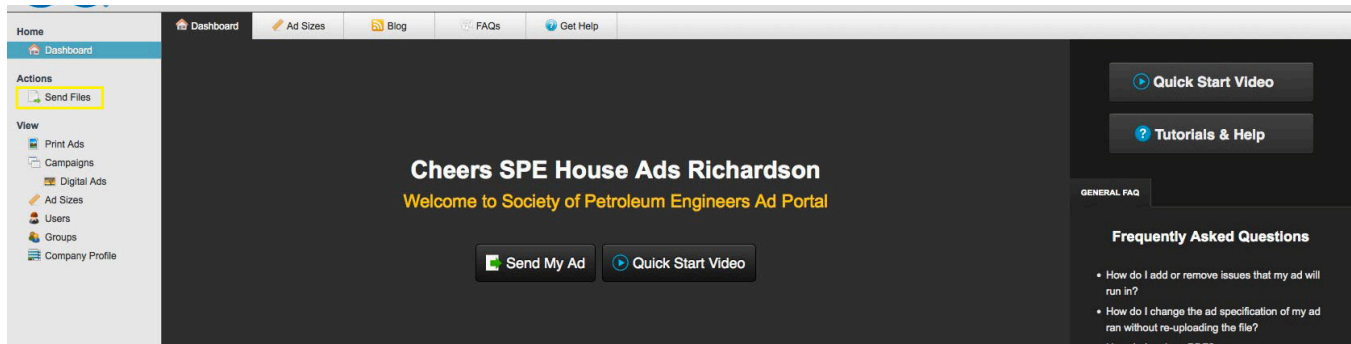 Home
Dashboard
Actions
Send Files
View
Print Ads
Campaigns
Digital Ads
Ad Sizes
Users
Groups
Company Profile
Dashboard
Ad Sizes
Blog
FAQs
Get Help
Cheers SPE House Ads Richardson
Welcome to Society of Petroleum Engineers Ad Portal
Send My Ad
Quick Start Video
Quick Start Video
Tutorials & Help
GENERAL FAQ
Frequently Asked Questions
• How do I add or remove issues that my ad will
run in?
• How do I change the ad specification of my ad
ran without re-uploading the file?